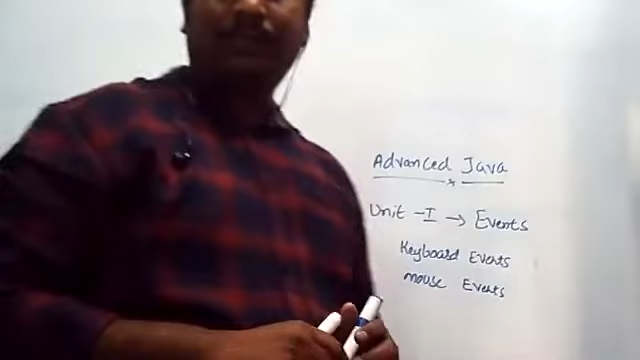 Advanced Java
Unit - I → Events
Keyboard Events
mouse Events